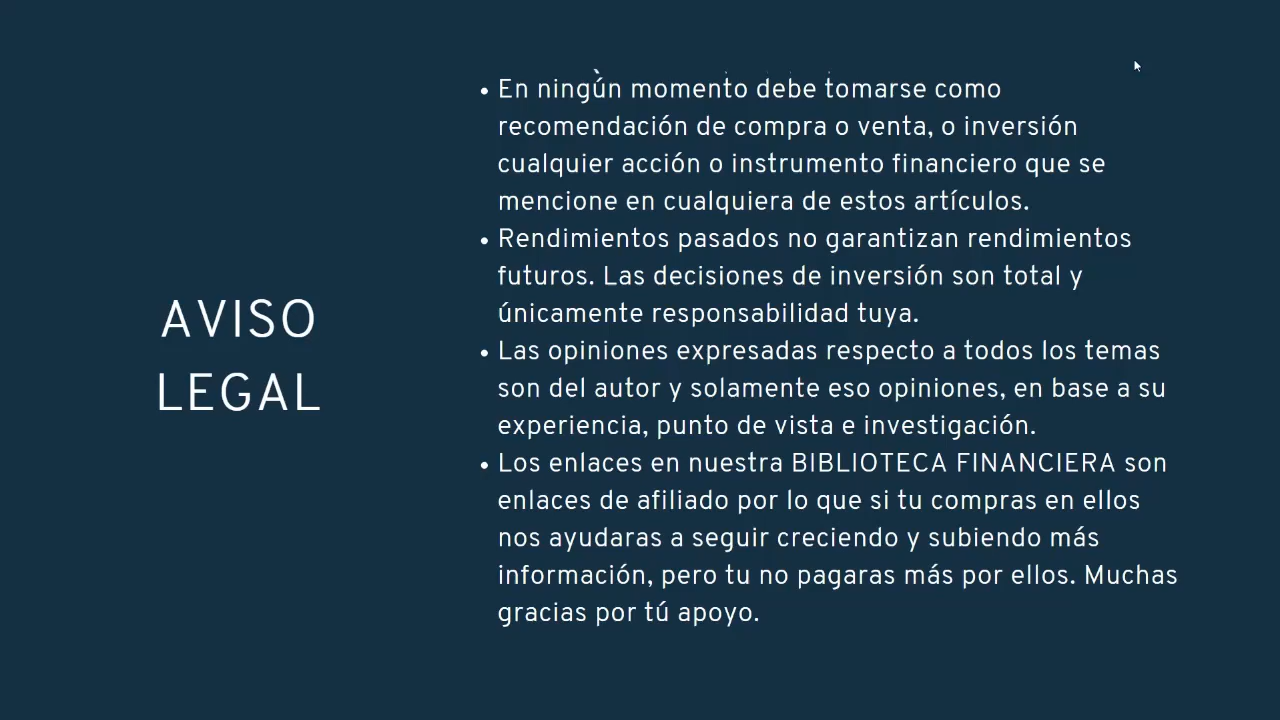 AVISO
LEGAL
• En ningún momento debe tomarse como
recomendación de compra o venta, o inversión
cualquier acción o instrumento financiero que se
mencione en cualquiera de estos artículos.
• Rendimientos pasados no garantizan rendimientos
futuros. Las decisiones de inversión son total y
únicamente responsabilidad tuya.
• Las opiniones expresadas respecto a todos los temas
son del autor y solamente eso opiniones, en base a su
experiencia, punto de vista e investigación.
• Los enlaces en nuestra BIBLIOTECA FINANCIERA son
enlaces de afiliado por lo que si tu compras en ellos
nos ayudaras a seguir creciendo y subiendo más
información, pero tu no pagaras más por ellos. Muchas
gracias por tú apoyo.